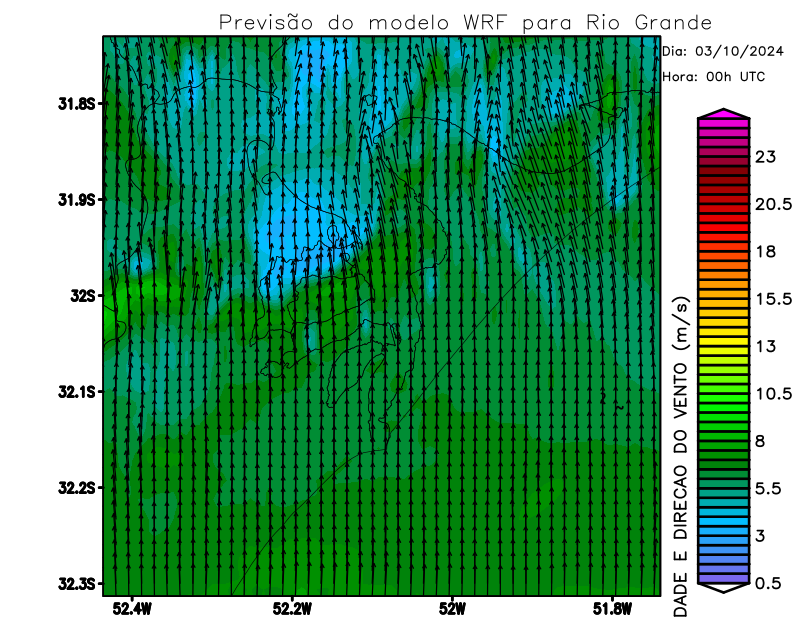 Previsão do modelo WRF para Rio Grande
Dia: 03/10/2024
Hora: 00h UTC
31.8S
31.9S
32S
32.1S
32.2S
32.3S
52.4W
52.2W
52W
51.8W
DADE E DIRECAO DO VENTO (m/s)
23
20.5
18
15.5
13
10.5
8
5.5
3
0.5